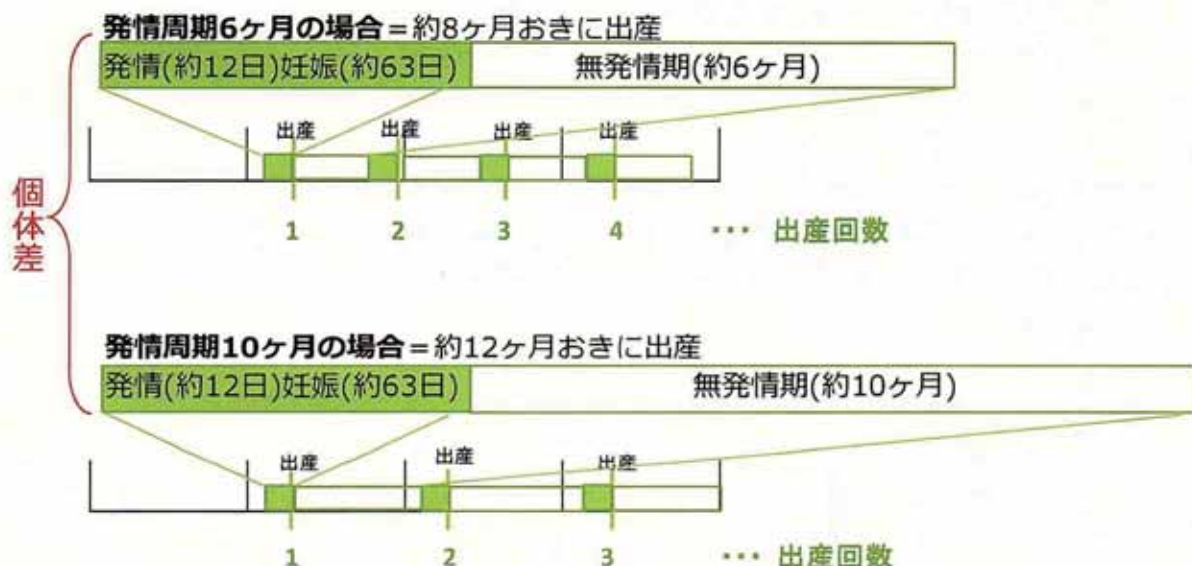 発情周期6ヶ月の場合=約8ヶ月おきに出産
発情(約12日)妊娠(約63日)
無発情期(約6ヶ月)
出産
出産
出産
出産
1
2
3
4
… 出産回数
個体差
発情周期10ヶ月の場合=約12ヶ月おきに出産
発情(約12日)妊娠(約63日)
無発情期(約10ヶ月)
出産
出産
出産
1
2
3
… 出産回数